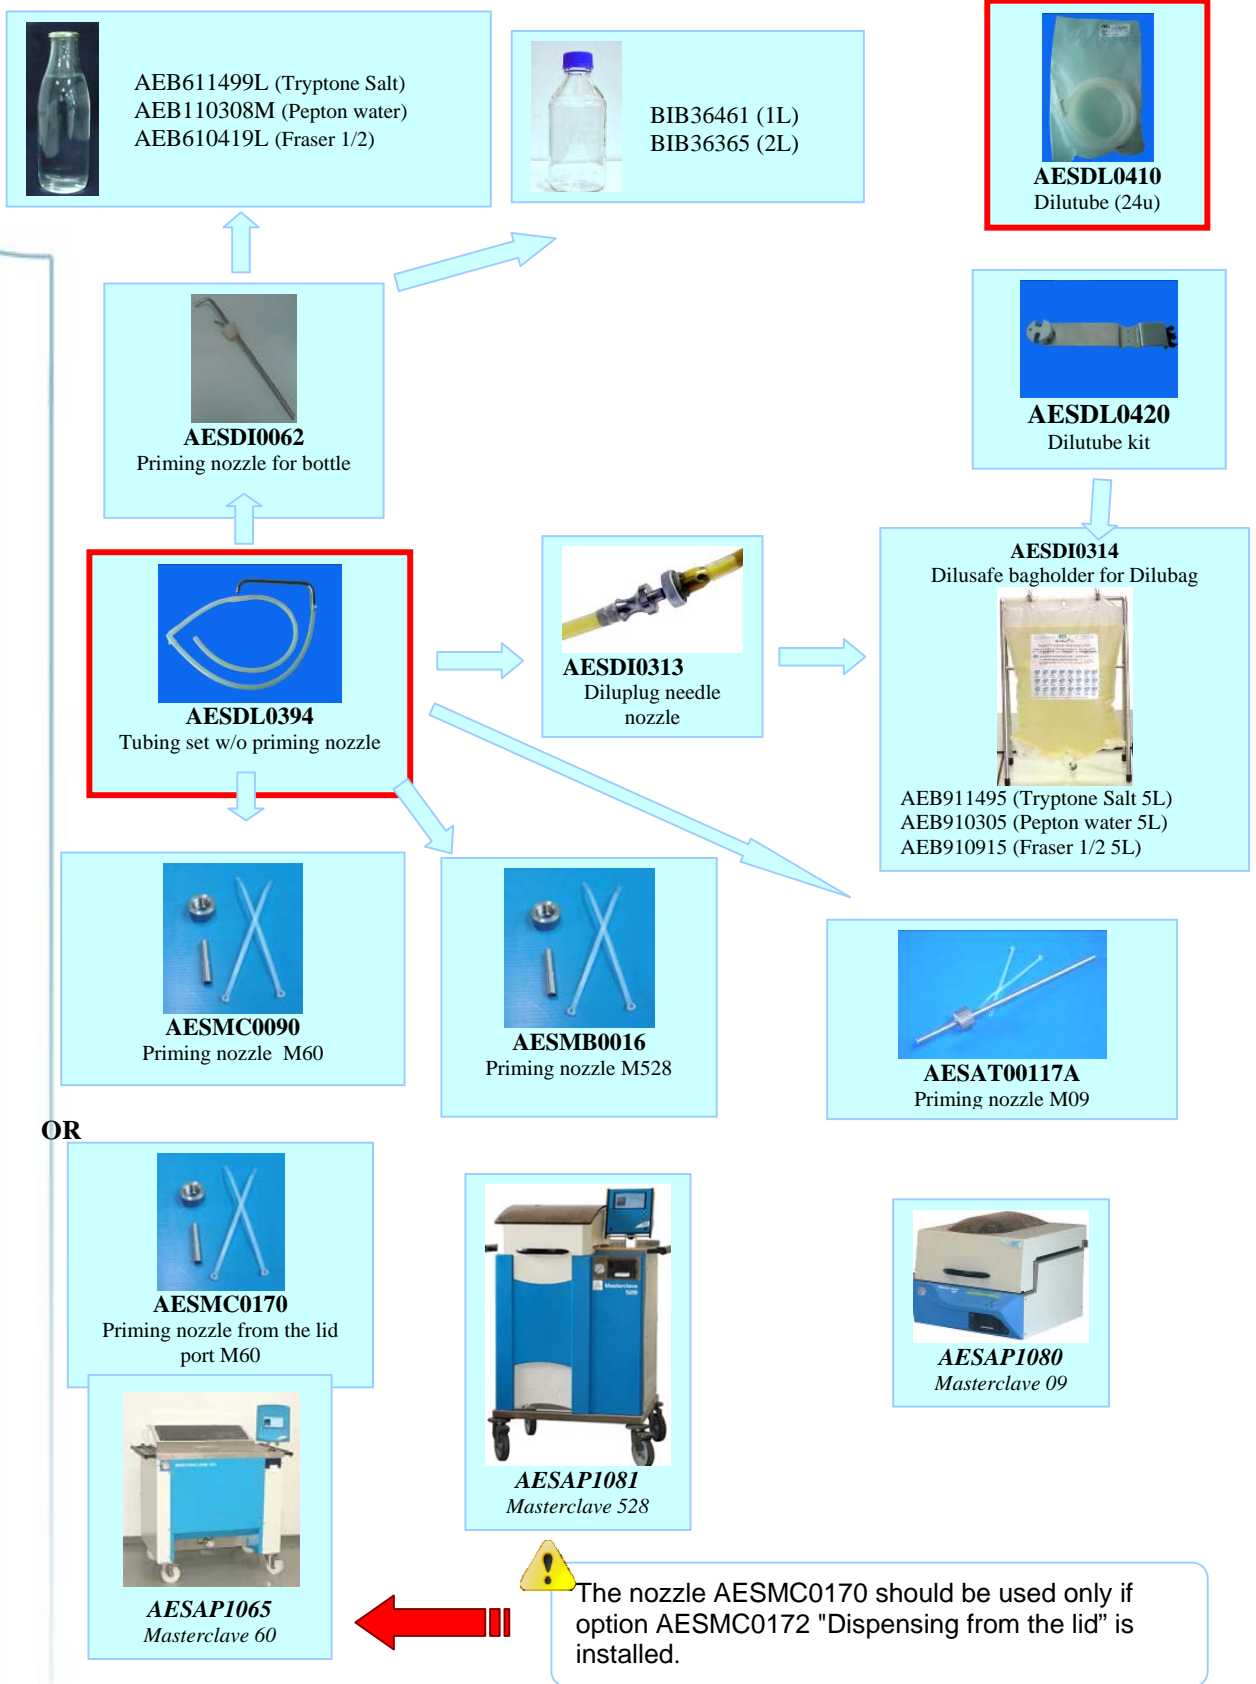 AEB611499L (Tryptone Salt)
AEB110308M (Pepton water)
AEB610419L (Fraser 1/2)
BIB36461 (1L)
BIB36365 (2L)
AESDL0410
Dilutube (24u)
AESDI0062
Priming nozzle for bottle
AESDL0420
Dilutube kit
AESDL0394
Tubing set w/o priming nozzle
AESDI0313
Diluplug needle
nozzle
AESDI0314
Dilusafe bagholder for Dilubag
AEB911495 (Tryptone Salt 5L)
AEB910305 (Pepton water 5L)
AEB910915 (Fraser 1/2 5L)
AESMC0090
Priming nozzle  M60
AESMB0016
Priming nozzle M528
AESAT00117A
Priming nozzle M09
OR
AESMC0170
Priming nozzle from the lid
port M60
Masterclave
528
AESAP1081
Masterclave 528
AESAP1080
Masterclave 09
AESAP1065
Masterclave 60
The nozzle AESMC0170 should be used only if
option AESMC0172 "Dispensing from the lid” is
installed.